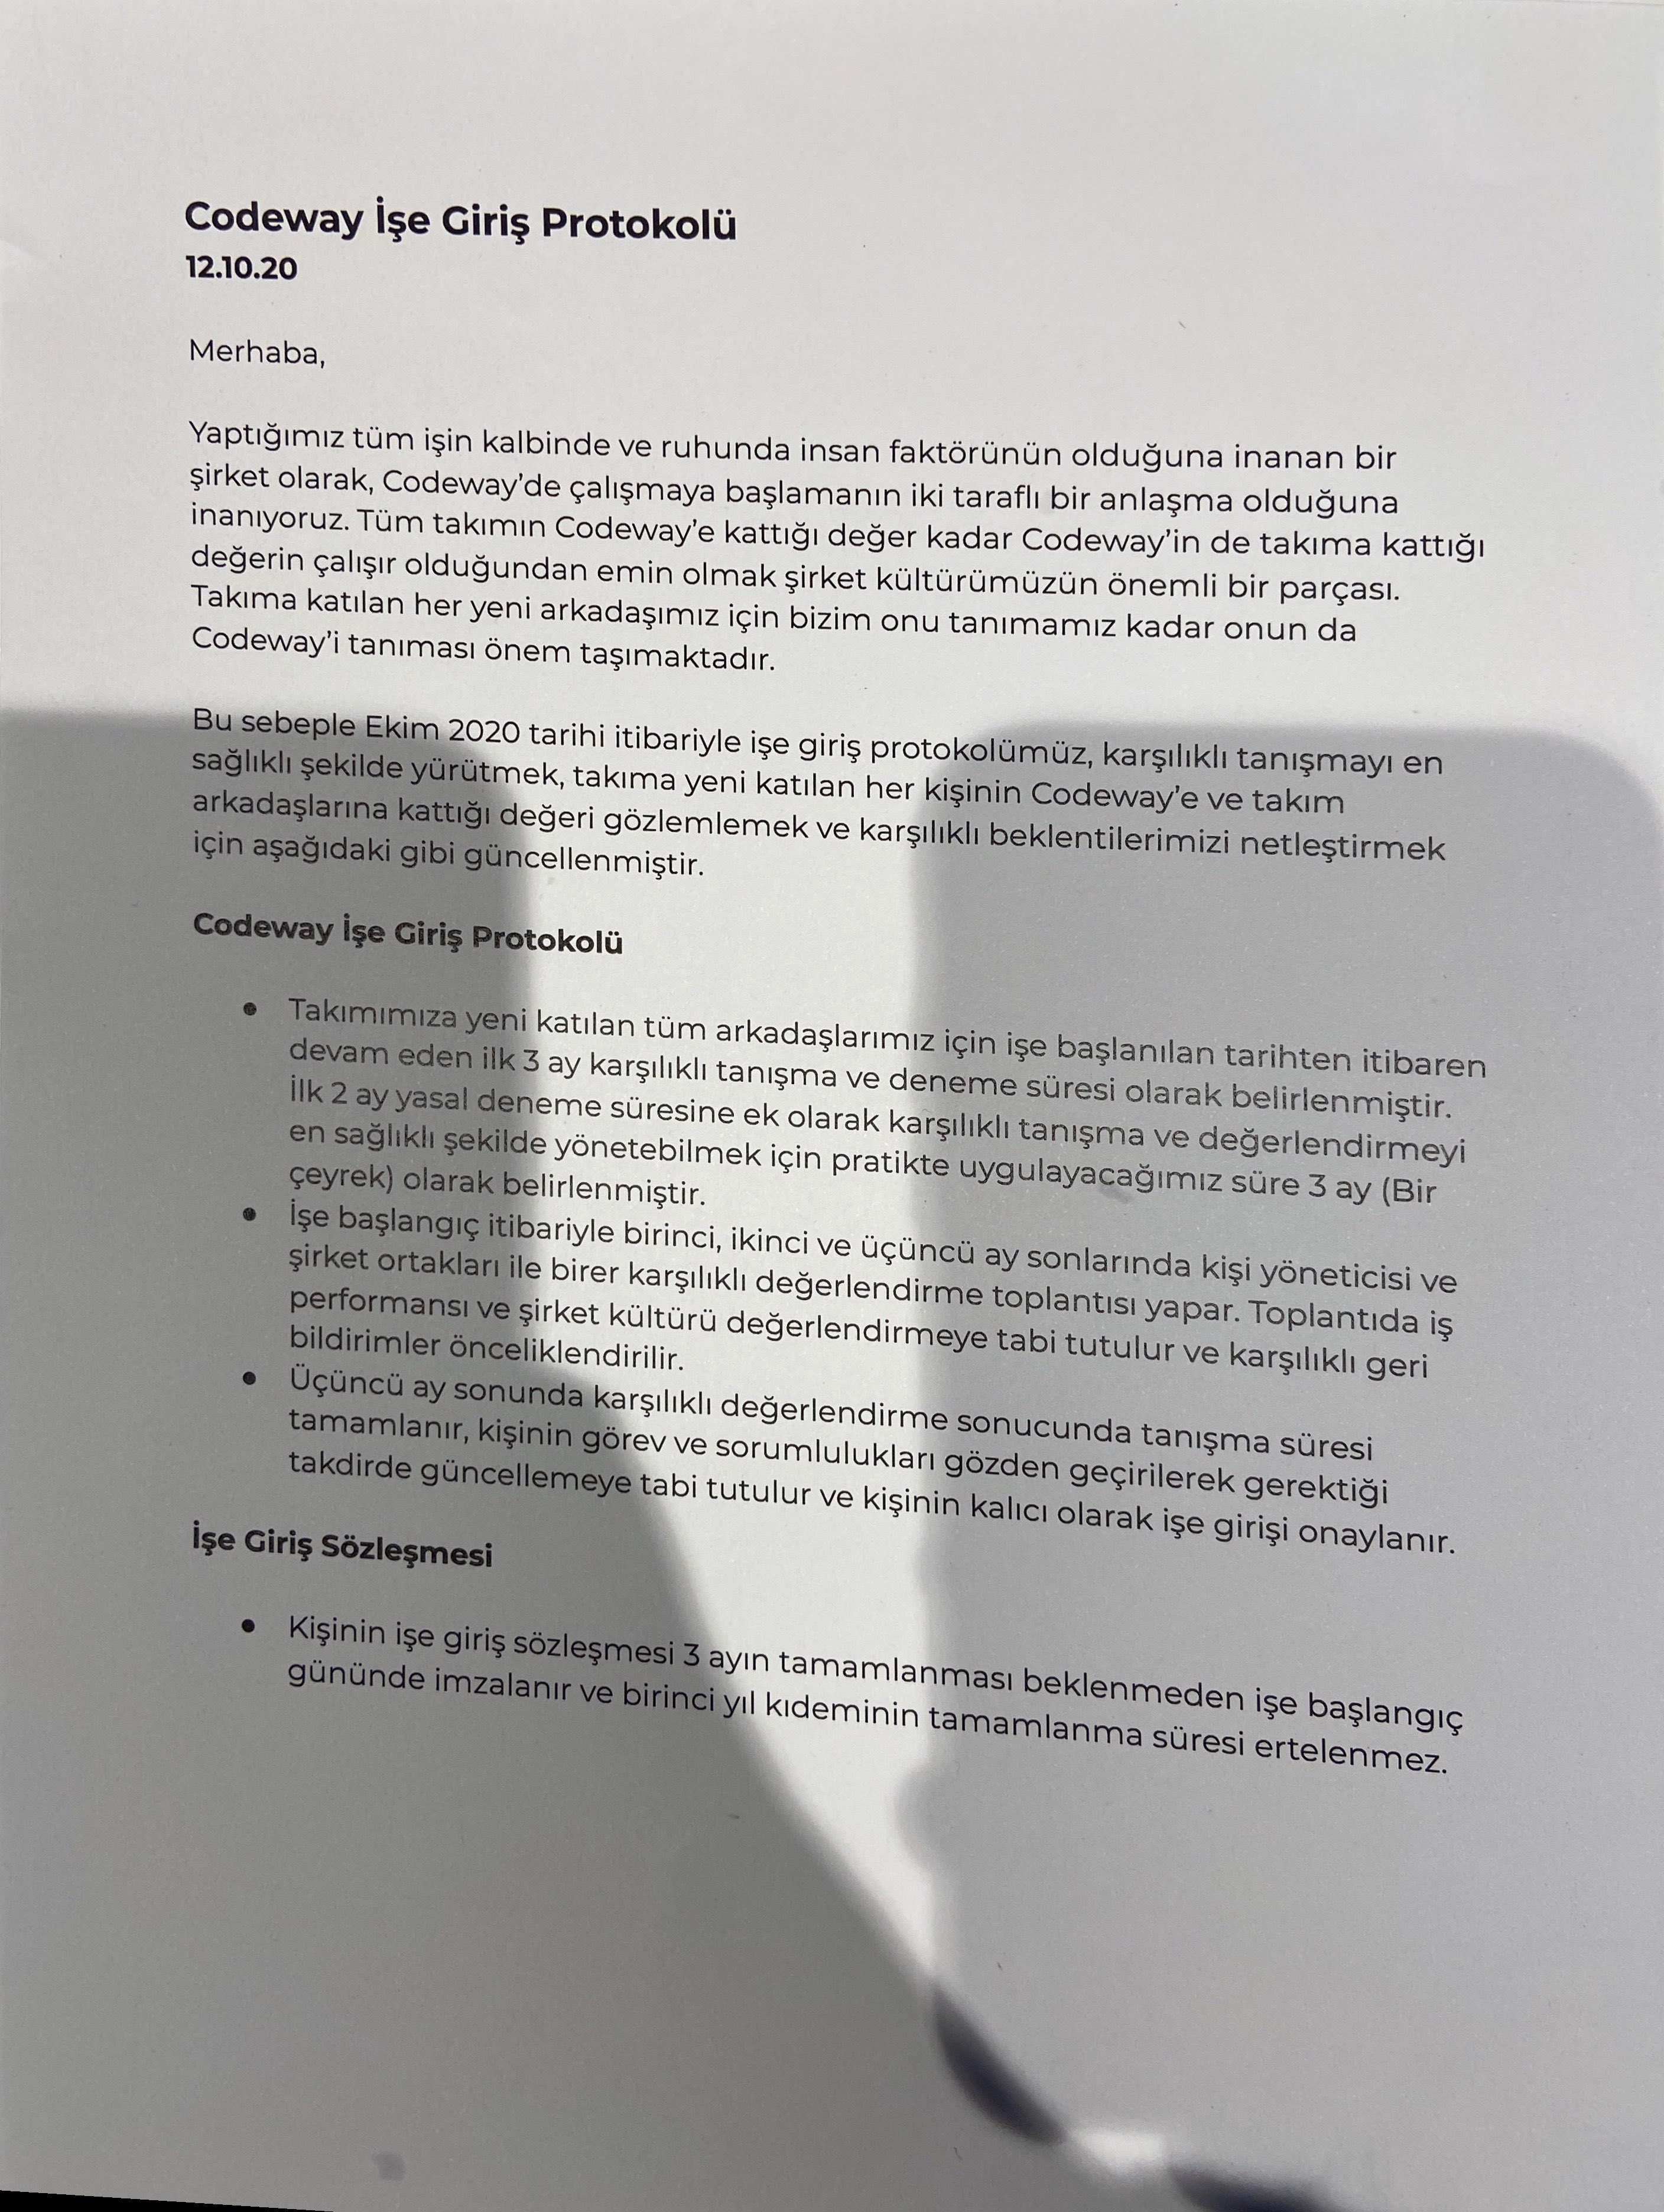 Codeway İşe Giriş Protokolü
12.10.20
Merhaba,
Yaptığımız tüm işin kalbinde ve ruhunda insan faktörünün olduğuna inanan bir
şirket olarak, Codeway'de çalışmaya başlamanın iki taraflı bir anlaşma olduğuna
inanıyoruz. Tüm takımın Codeway'e kattığı değer kadar Codeway'in de takıma kattığı
değerin çalışır olduğundan emin olmak şirket kültürümüzün önemli bir parçası.
Takıma katılan her yeni arkadaşımız için bizim onu tanımamız kadar onun da
Codeway'i tanıması önem taşımaktadır.
Bu sebeple Ekim 2020 tarihi itibariyle işe giriş protokolümüz, karşılıklı tanışmayı en
sağlıklı şekilde yürütmek, takıma yeni katılan her kişinin Codeway'e ve takım
arkadaşlarına kattığı değeri gözlemlemek ve karşılıklı beklentilerimizi netleştirmek
için aşağıdaki gibi güncellenmiştir.
Codeway İşe Giriş Protokolü
• Takımımıza yeni katılan tüm arkadaşlarımız için işe başlanılan tarihten itibaren
devam eden ilk 3 ay karşılıklı tanışma ve deneme süresi olarak belirlenmiştir.
İlk 2 ay yasal deneme süresine ek olarak karşılıklı tanışma ve değerlendirmeyi
en sağlıklı şekilde yönetebilmek için pratikte uygulayacağımız süre 3 ay (Bir
çeyrek) olarak belirlenmiştir.
• İşe başlangıç itibariyle birinci, ikinci ve üçüncü ay sonlarında kişi yöneticisi ve
şirket ortakları ile birer karşılıklı değerlendirme toplantısı yapar. Toplantıda iş
performansı ve şirket kültürü değerlendirmeye tabi tutulur ve karşılıklı geri
bildirimler önceliklendirilir.
• Üçüncü ay sonunda karşılıklı değerlendirme sonucunda tanışma süresi
tamamlanır, kişinin görev ve sorumlulukları gözden geçirilerek gerektiği
takdirde güncellemeye tabi tutulur ve kişinin kalıcı olarak işe girişi onaylanır.
İşe Giriş Sözleşmesi
• Kişinin işe giriş sözleşmesi 3 ayın tamamlanması beklenmeden işe başlangıç
gününde imzalanır ve birinci yıl kıdeminin tamamlanma süresi ertelenmez.